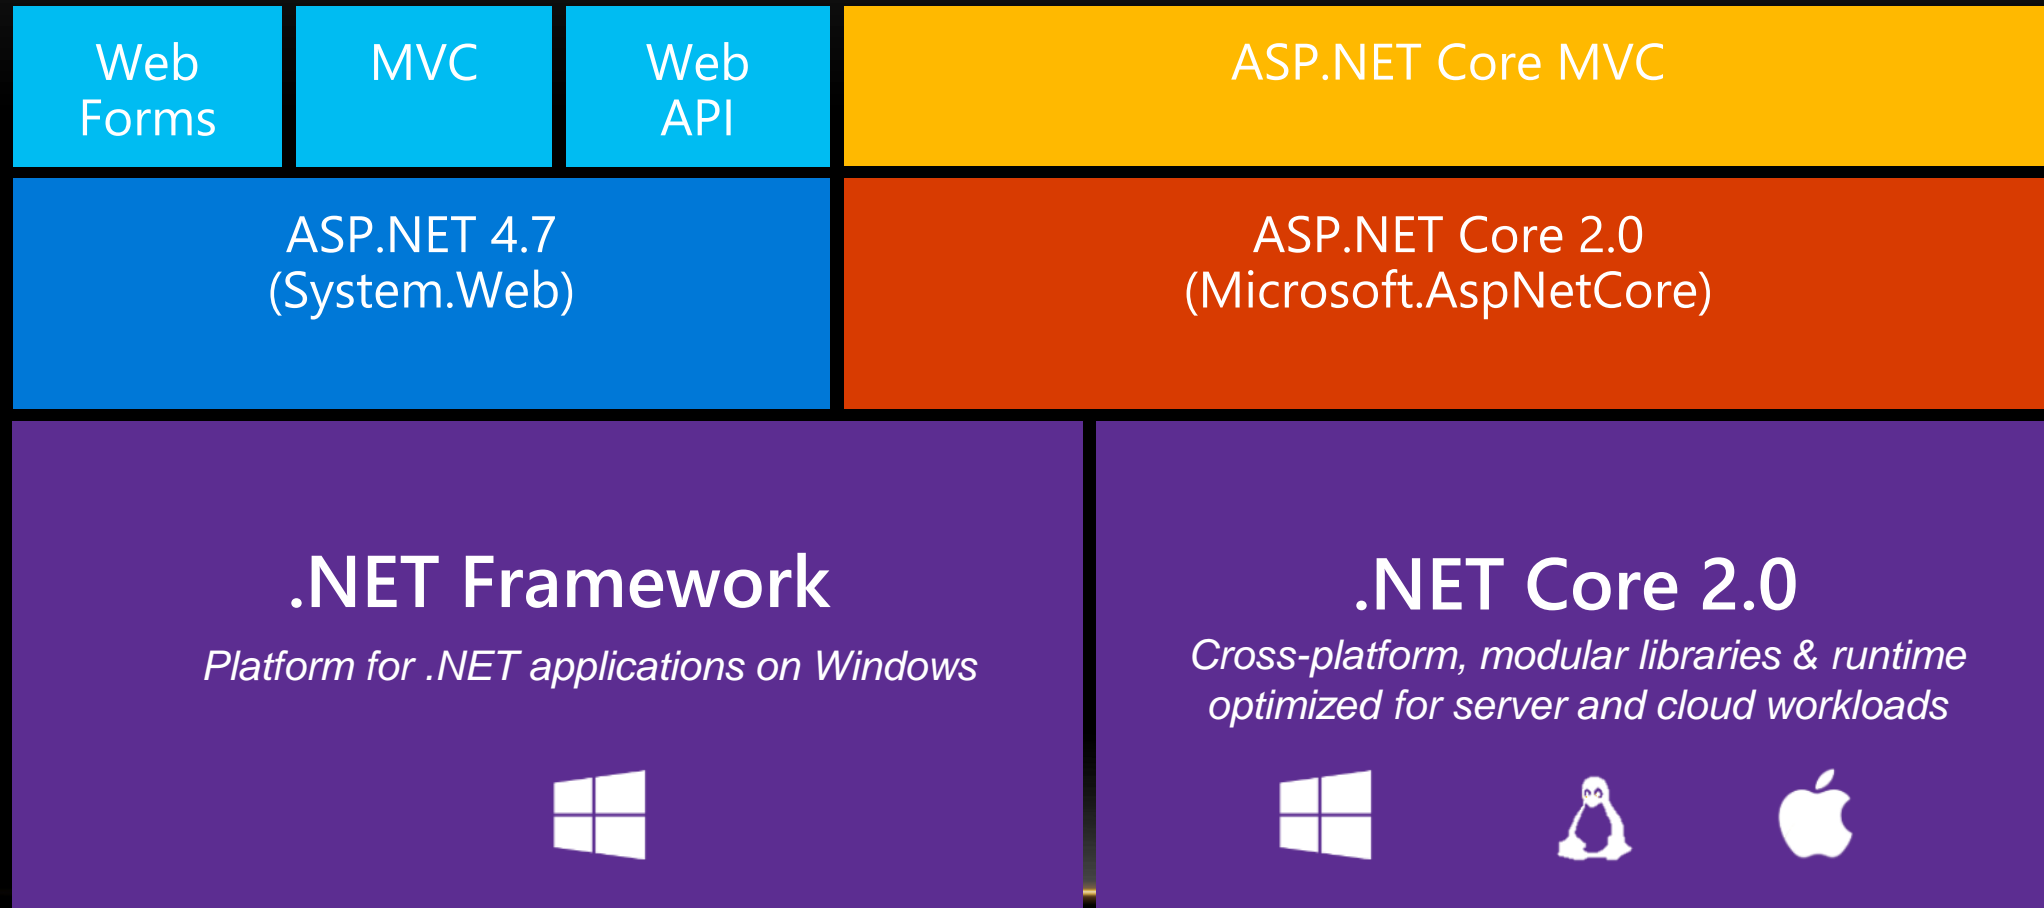 Web
Forms
MVC
Web
API
ASP.NET Core MVC
ASP.NET 4.7
(System.Web)
ASP.NET Core 2.0
(Microsoft.AspNetCore)
.NET Framework
Platform for .NET applications on Windows
.NET Core 2.0
Cross-platform, modular libraries & runtime
optimized for server and cloud workloads